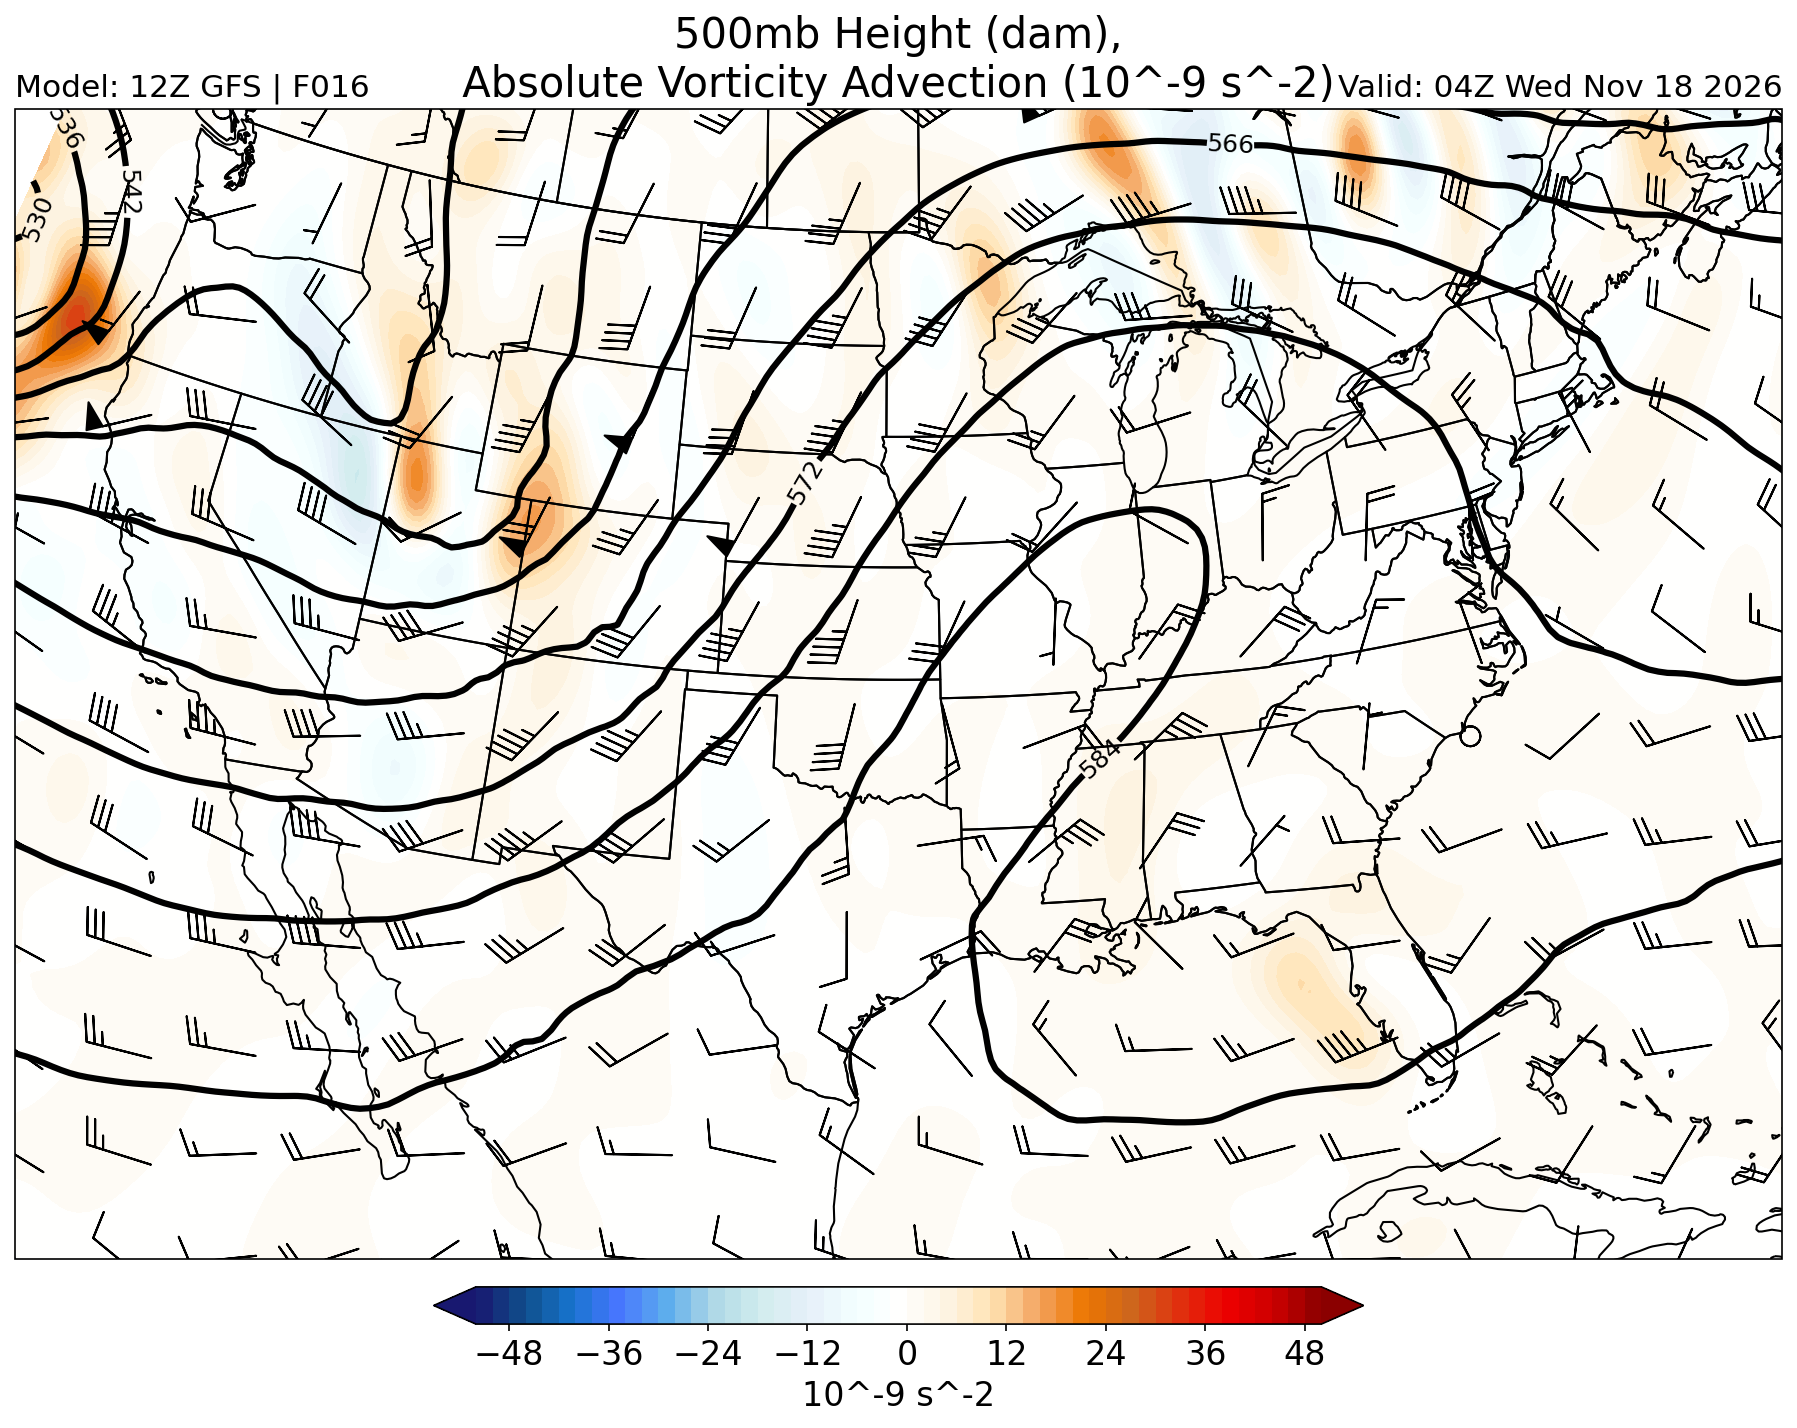 500mb Height (dam),
Absolute Vorticity Advection (10^-9 s^-2)
Model: 12Z GFS | F016
Valid: 04Z Wed Nov 18 2026
536
542
530
566
572
584
−48 −36 −24 −12 0 12 24 36 48
10^-9 s^-2